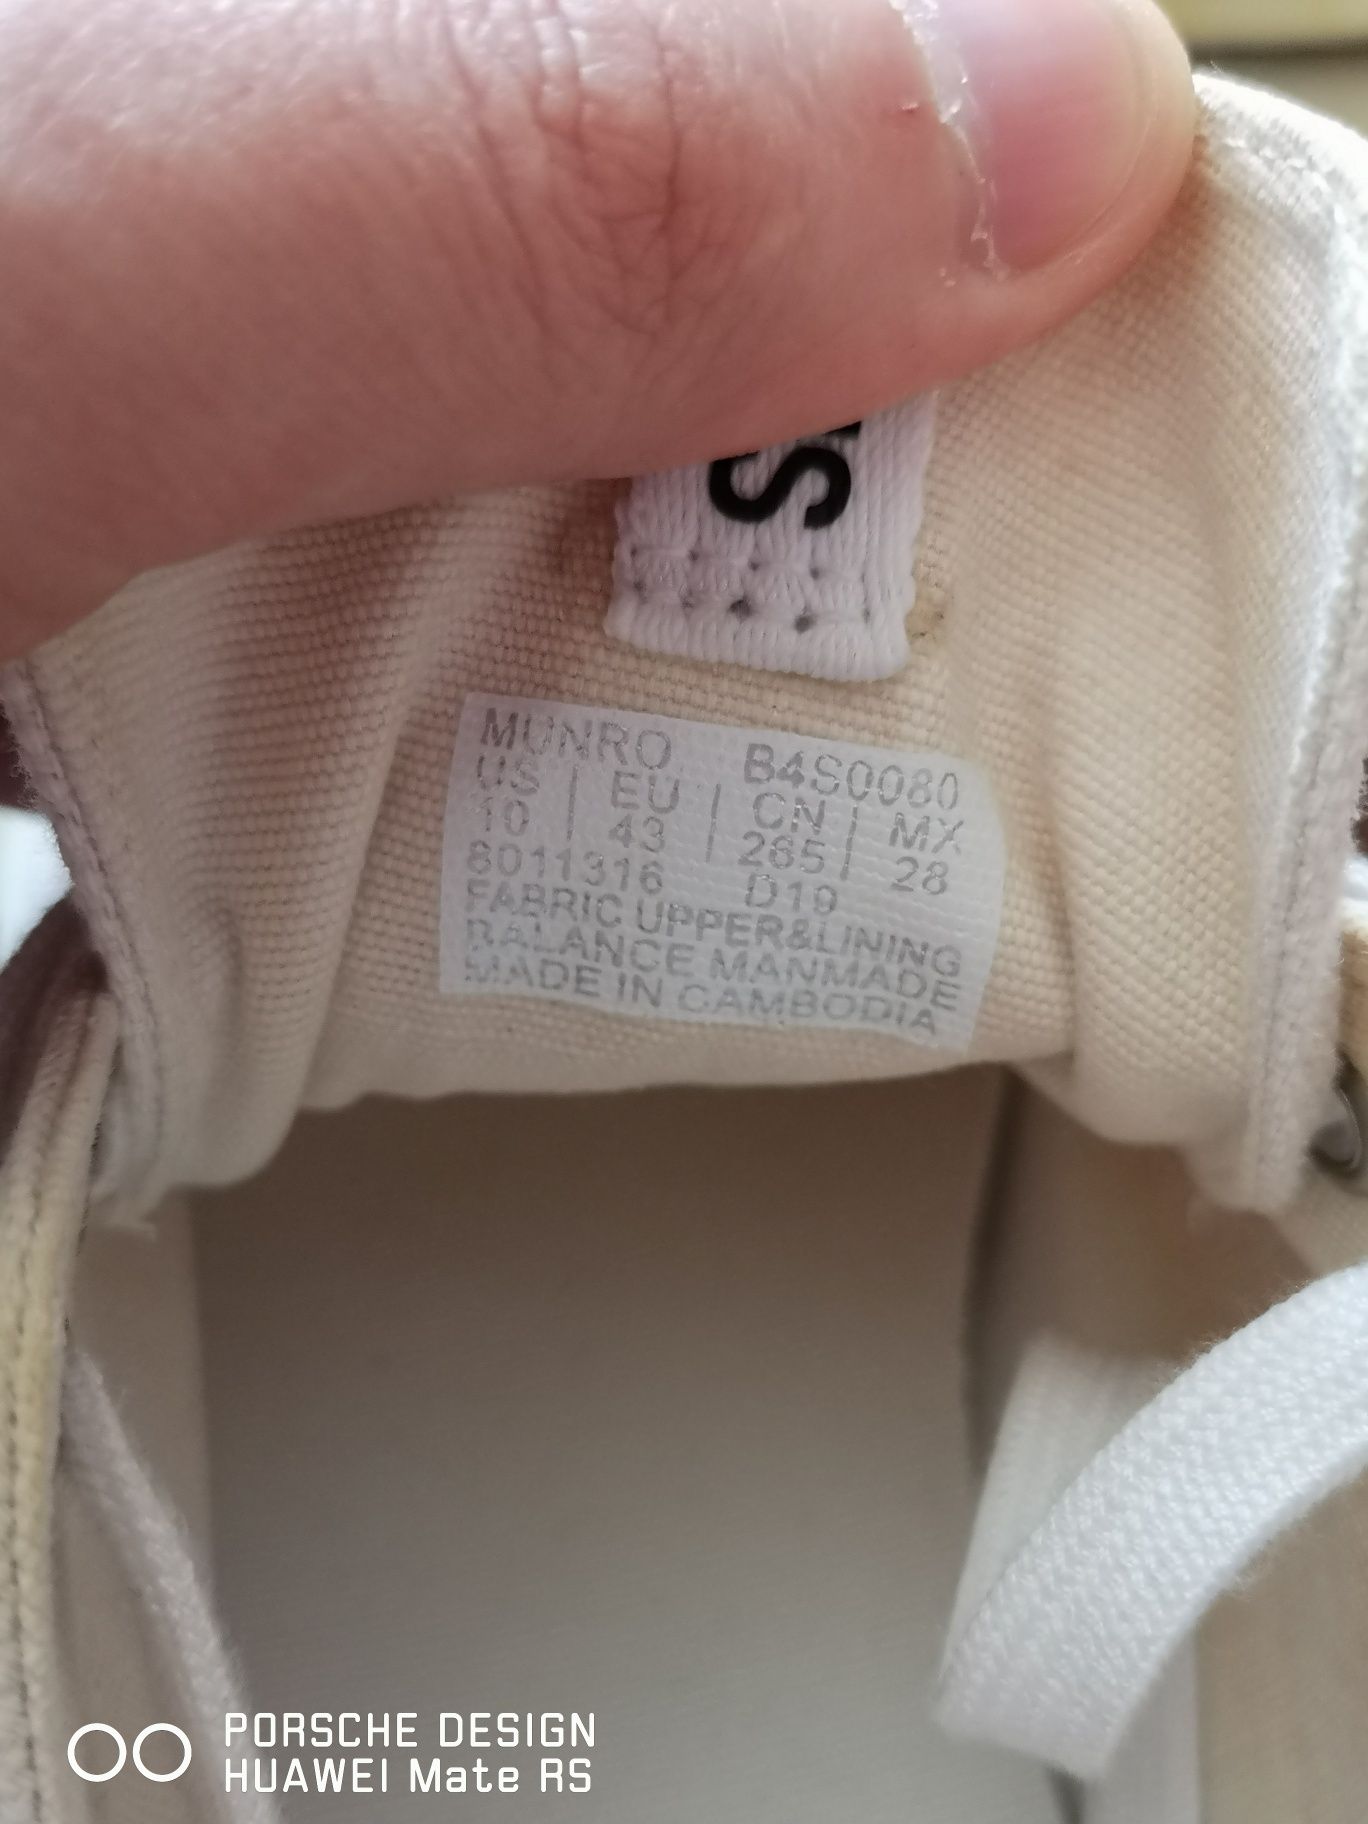 S
MUNRO B4S0080
US | EU | CN | MX
10 | 43 | 265 | 28
8011316 D19
FABRIC UPPER&LINING
BALANCE MANMADE
MADE IN CAMBODIA
PORSCHE DESIGN
HUAWEI Mate RS